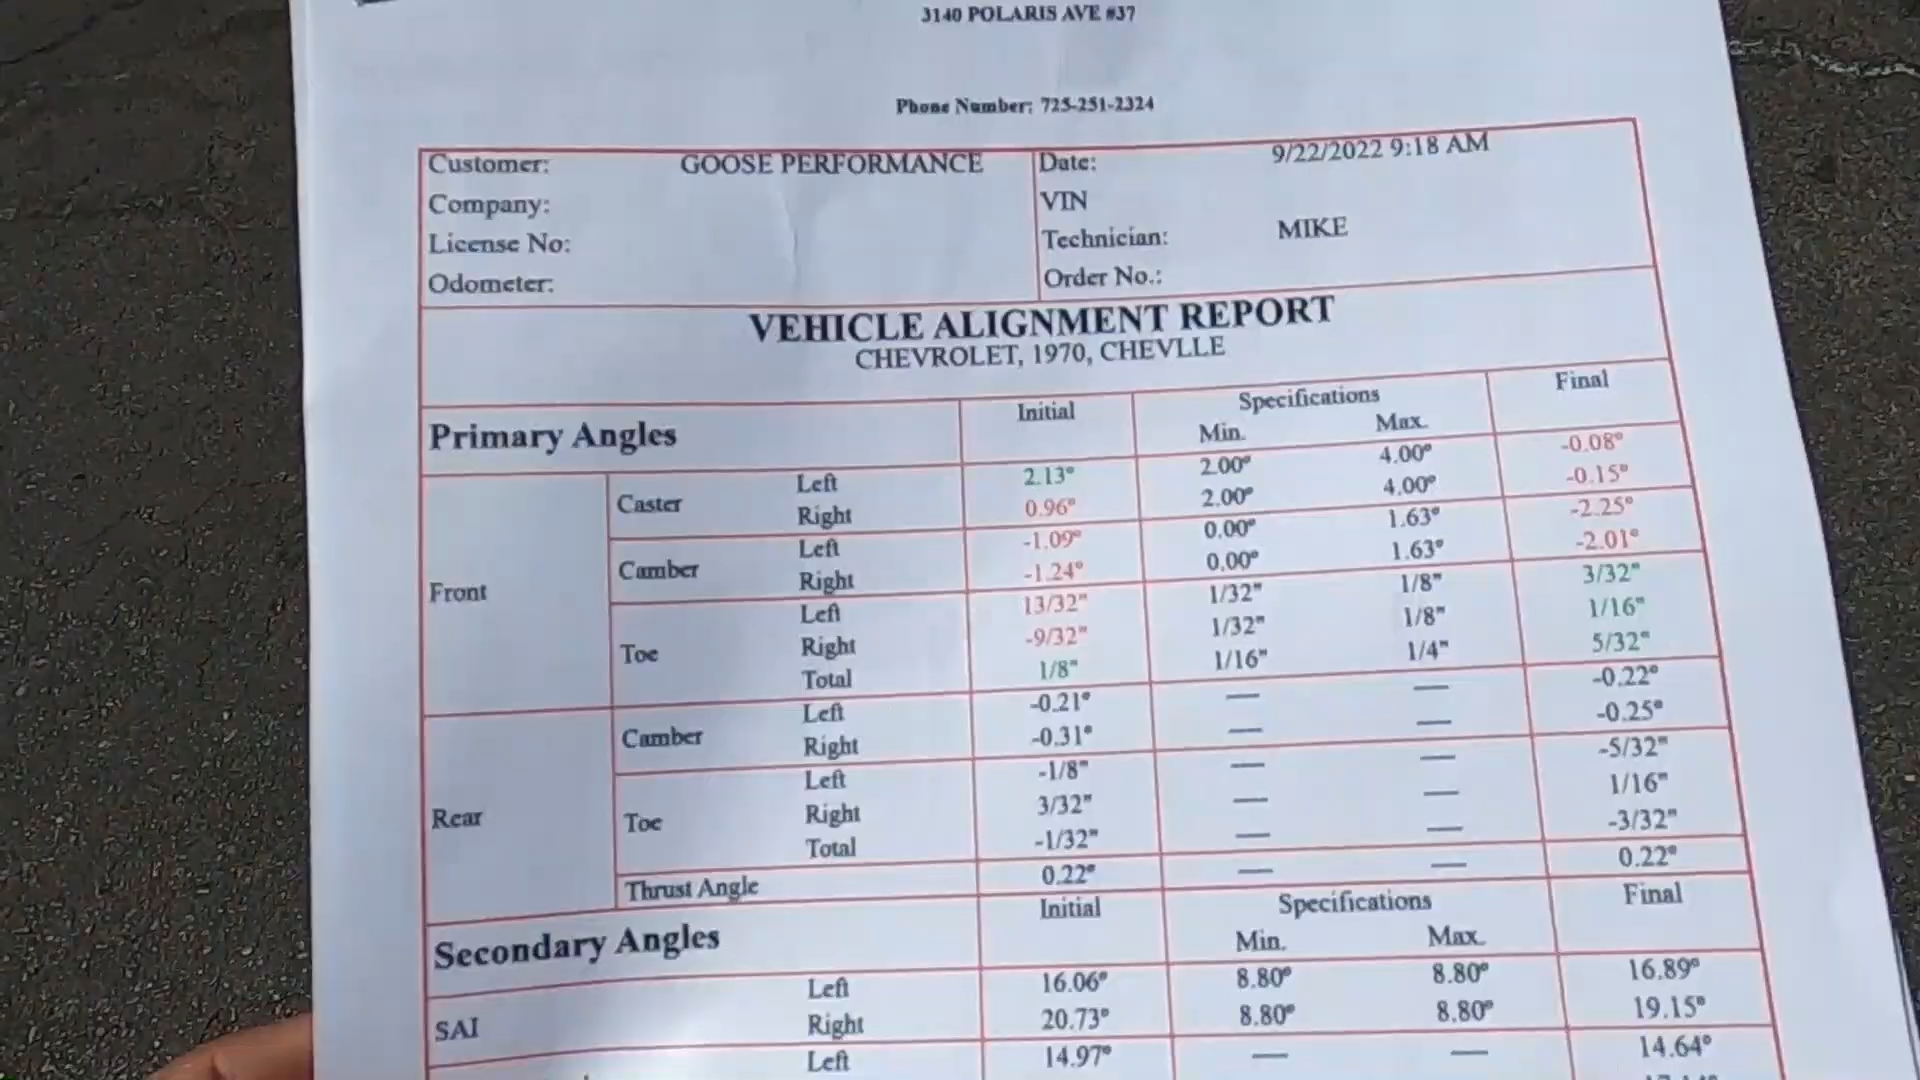 3140 POLARIS AVE #37
Phone Number: 725-251-2324
Customer: GOOSE PERFORMANCE Date: 9/22/2022 9:18 AM
Company: VIN
License No: Technician: MIKE
Odometer: Order No.:
VEHICLE ALIGNMENT REPORT
CHEVROLET, 1970, CHEVLLE
Primary Angles Initial Specifications Final
Min. Max.
Front Caster Left 2.13° 2.00° 4.00° -0.08°
Right 0.96° 2.00° 4.00° -0.15°
Camber Left -1.09° 0.00° 1.63° -2.25°
Right -1.24° 0.00° 1.63° -2.01°
Toe Left 13/32" 1/32" 1/8" 3/32"
Right -9/32" 1/32" 1/8" 1/16"
Total 1/8" 1/16" 1/4" 5/32"
Rear Camber Left -0.21° — — -0.22°
Right -0.31° — — -0.25°
Toe Left -1/8" — — -5/32"
Right 3/32" — — 1/16"
Total -1/32" — — -3/32"
Thrust Angle 0.22° — — 0.22°
Secondary Angles Initial Specifications Final
Min. Max.
SAI Left 16.06° 8.80° 8.80° 16.89°
Right 20.73° 8.80° 8.80° 19.15°
Left 14.97° — — 14.64°